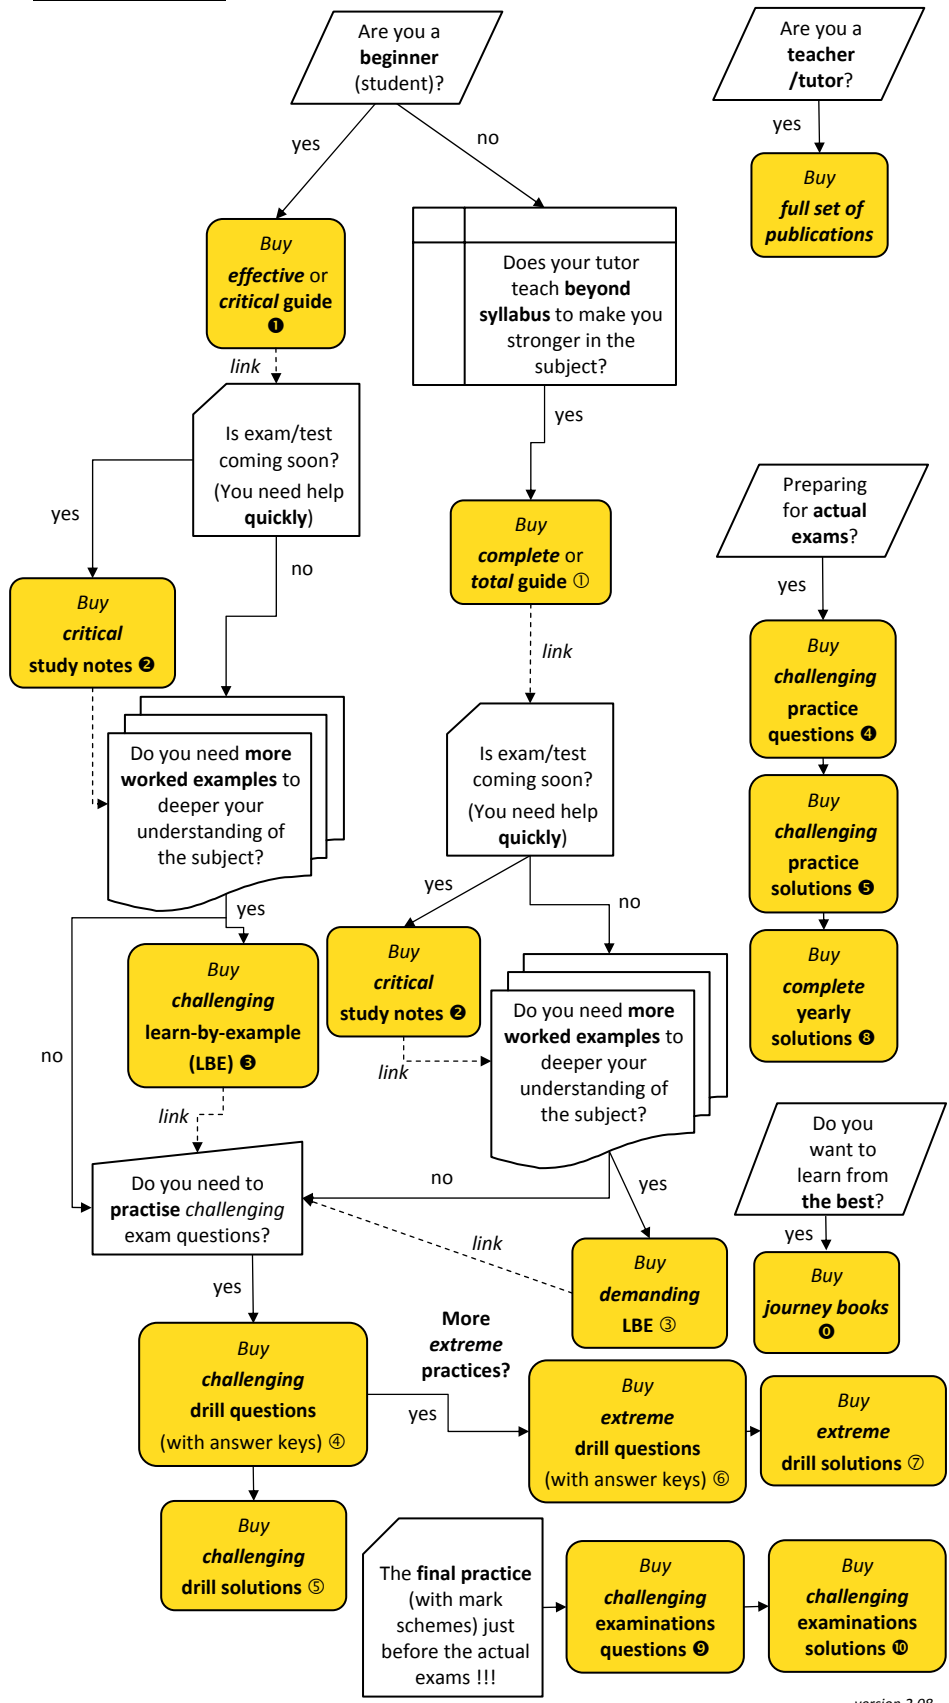 Are you a
beginner
(student)?
Are you a
teacher
/tutor?
yes
no
yes
Buy
full set of
publications
Buy
effective or
critical guide
❶
Does your tutor
teach beyond
syllabus to make you
stronger in the
subject?
link
yes
Is exam/test
coming soon?
(You need help
quickly)
yes
no
Preparing
for actual
exams?
yes
Buy
complete or
total guide ①
Buy
critical
study notes ❷
link
Buy
challenging
practice
questions ❹
Do you need more
worked examples to
deeper your
understanding of
the subject?
Is exam/test
coming soon?
(You need help
quickly)
Buy
challenging
practice
solutions ❺
yes
yes
no
Buy
challenging
learn-by-example
(LBE) ❸
no
Buy
critical
study notes ❷
link
Buy
complete
yearly
solutions ❽
Do you need more
worked examples to
deeper your
understanding of
the subject?
link
Do you
want to
learn from
the best?
Do you need to
practise challenging
exam questions?
no
yes
link
yes
yes
Buy
demanding
LBE ③
Buy
journey books
⓿
More
extreme
practices?
Buy
challenging
drill questions
(with answer keys) ④
yes
Buy
extreme
drill questions
(with answer keys) ⑥
Buy
extreme
drill solutions ⑦
Buy
challenging
drill solutions ⑤
The final practice
(with mark
schemes) just
before the actual
exams !!!
Buy
challenging
examinations
questions ❾
Buy
challenging
examinations
solutions ❿